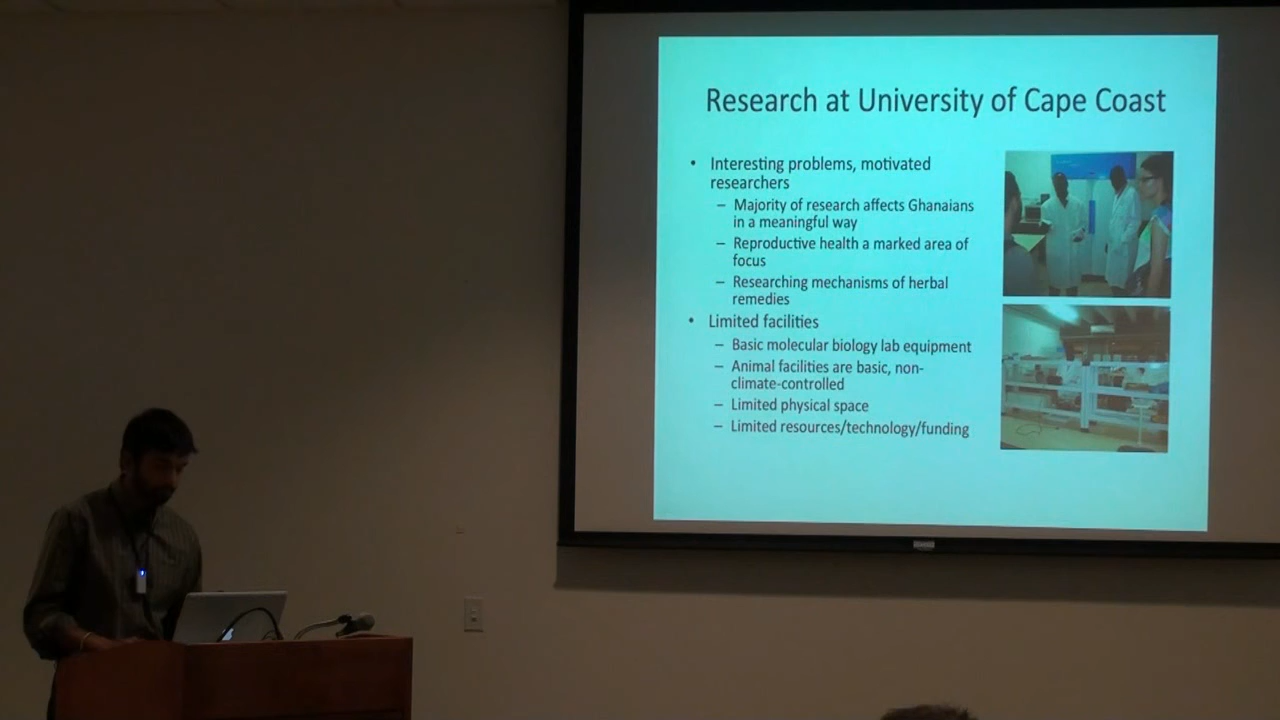 Research at University of Cape Coast
• Interesting problems, motivated
researchers
– Majority of research affects Ghanaians
in a meaningful way
– Reproductive health a marked area of
focus
– Researching mechanisms of herbal
remedies
• Limited facilities
– Basic molecular biology lab equipment
– Animal facilities are basic, non-
climate-controlled
– Limited physical space
– Limited resources/technology/funding